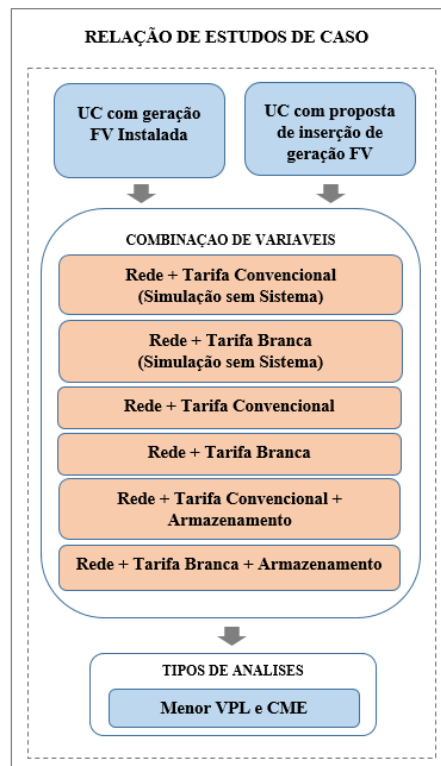 RELAÇÃO DE ESTUDOS DE CASO
UC com geração
FV Instalada
UC com proposta
de inserção de
geração FV
COMBINAÇAO DE VARIAVEIS
Rede + Tarifa Convencional
(Simulação sem Sistema)
Rede + Tarifa Branca
(Simulação sem Sistema)
Rede + Tarifa Convencional
Rede + Tarifa Branca
Rede + Tarifa Convencional +
Armazenamento
Rede + Tarifa Branca + Armazenamento
TIPOS DE ANALISES
Menor VPL e CME